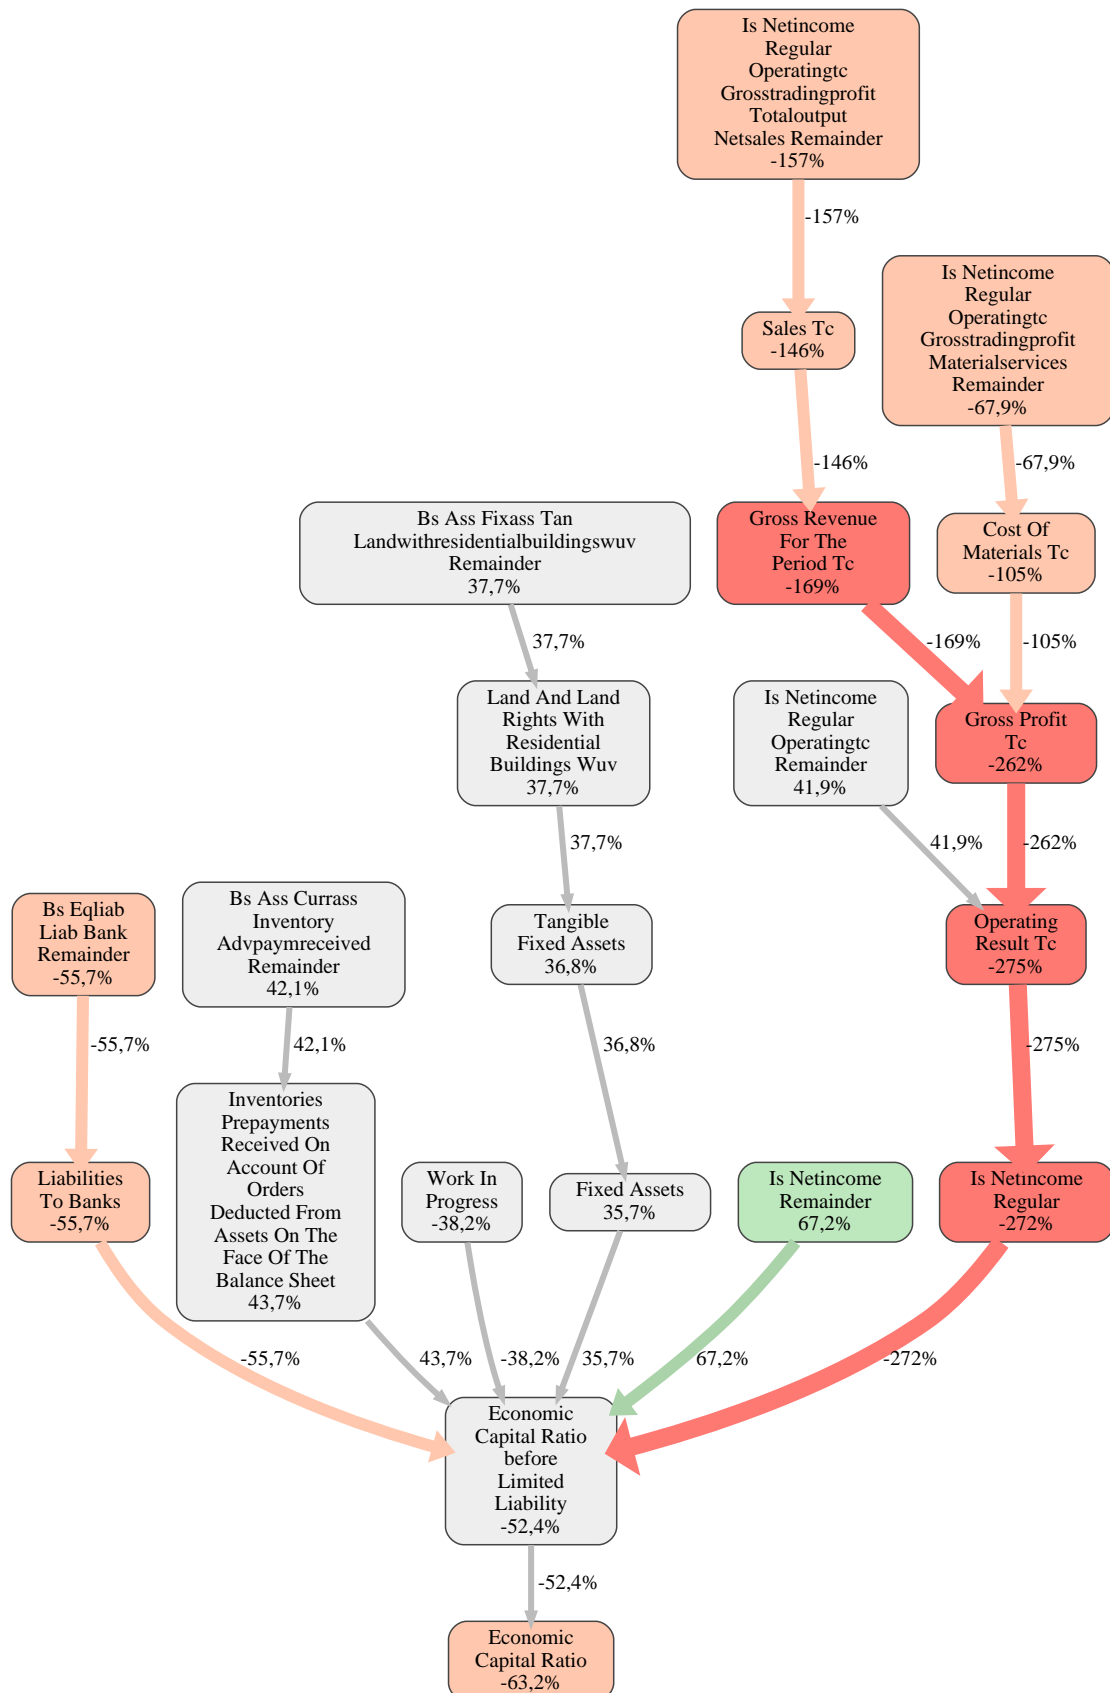 Is Netincome
Regular
Operatingtc
Grosstradingprofit
Totaloutput
Netsales Remainder
-157%
-157%
Is Netincome
Regular
Operatingtc
Grosstradingprofit
Materialservices
Remainder
-67,9%
Sales Tc
-146%
-146%
-67,9%
Bs Ass Fixass Tan
Landwithresidentialbuildingswuv
Remainder
37,7%
Gross Revenue
For The
Period Tc
-169%
Cost Of
Materials Tc
-105%
37,7%
-169%
-105%
Land And Land
Rights With
Residential
Buildings Wuv
37,7%
Is Netincome
Regular
Operatingtc
Remainder
41,9%
Gross Profit
Tc
-262%
37,7%
41,9%
-262%
Bs Eqliab
Liab Bank
Remainder
-55,7%
Bs Ass Currass
Inventory
Advpaymreceived
Remainder
42,1%
Tangible
Fixed Assets
36,8%
Operating
Result Tc
-275%
-55,7%
42,1%
36,8%
-275%
Liabilities
To Banks
-55,7%
Inventories
Prepayments
Received On
Account Of
Orders
Deducted From
Assets On The
Face Of The
Balance Sheet
43,7%
Work In
Progress
-38,2%
Fixed Assets
35,7%
Is Netincome
Remainder
67,2%
Is Netincome
Regular
-272%
-55,7%
43,7%
-38,2%
35,7%
67,2%
-272%
Economic
Capital Ratio
before
Limited
Liability
-52,4%
-52,4%
Economic
Capital Ratio
-63,2%